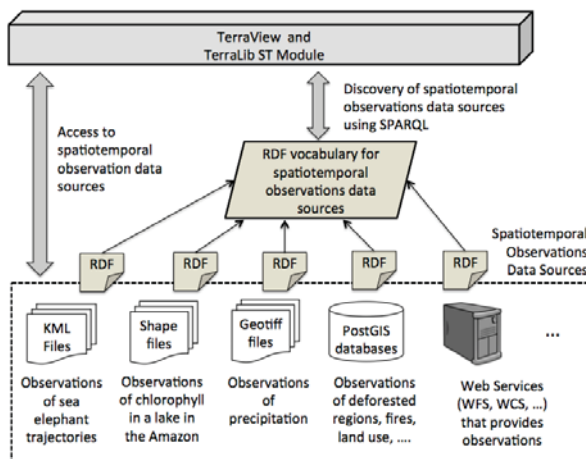 TerraView and
TerraLib ST Module
Access to
spatiotemporal
observation data
sources
Discovery of spatiotemporal
observations data sources
using SPARQL
RDF vocabulary for
spatiotemporal
observations data
sources
Spatiotemporal
Observations
Data Sources
RDF
RDF
RDF
RDF
RDF
KML
Files
Shape
files
Geotiff
files
PostGIS
databases
...
Observations
of sea
elephant
trajectories
Observations
of chlorophyll
in a lake in
the Amazon
Observations
of
precipitation
Observations
of deforested
regions, fires,
land use, ....
Web Services
(WFS, WCS, ...)
that provides
observations